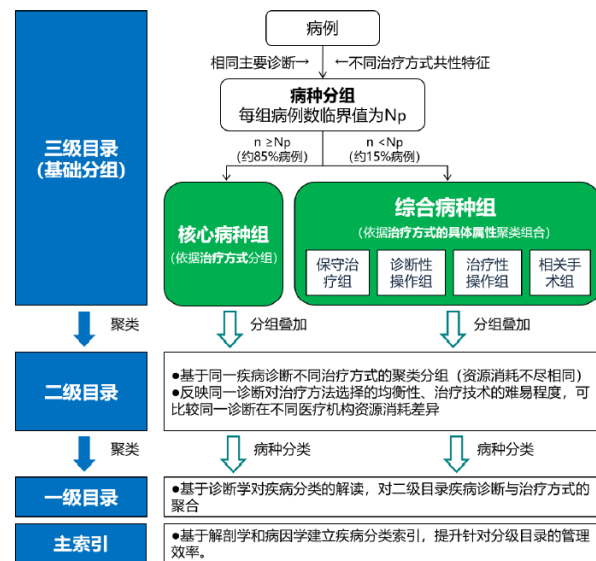 病例
相同主要诊断→
←不同治疗方式共性特征
病种分组
每组病例数临界值为Np
n ≥Np
(约85%病例)
n <Np
(约15%病例)
三级目录
(基础分组)
核心病种组
(依据治疗方式分组)
综合病种组
(依据治疗方式的具体属性聚类组合)
保守治
疗组
诊断性
操作组
治疗性
操作组
相关手
术组
聚类
分组叠加
分组叠加
二级目录
●基于同一疾病诊断不同治疗方式的聚类分组（资源消耗不尽相同）
●反映同一诊断对治疗方法选择的均衡性、治疗技术的难易程度，可
比较同一诊断在不同医疗机构资源消耗差异
聚类
病种分类
病种分类
一级目录
●基于诊断学对疾病分类的解读，对二级目录疾病诊断与治疗方式的
聚合
主索引
●基于解剖学和病因学建立疾病分类索引，提升针对分级目录的管理
效率。